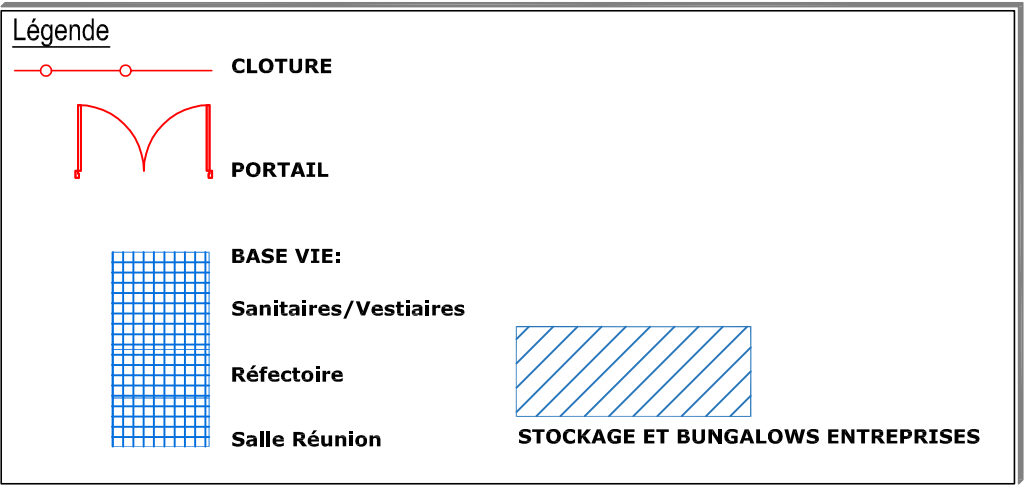 Légende
CLOTURE
PORTAIL
BASE VIE:
Sanitaires/Vestiaires
Réfectoire
Salle Réunion
STOCKAGE ET BUNGALOWS ENTREPRISES